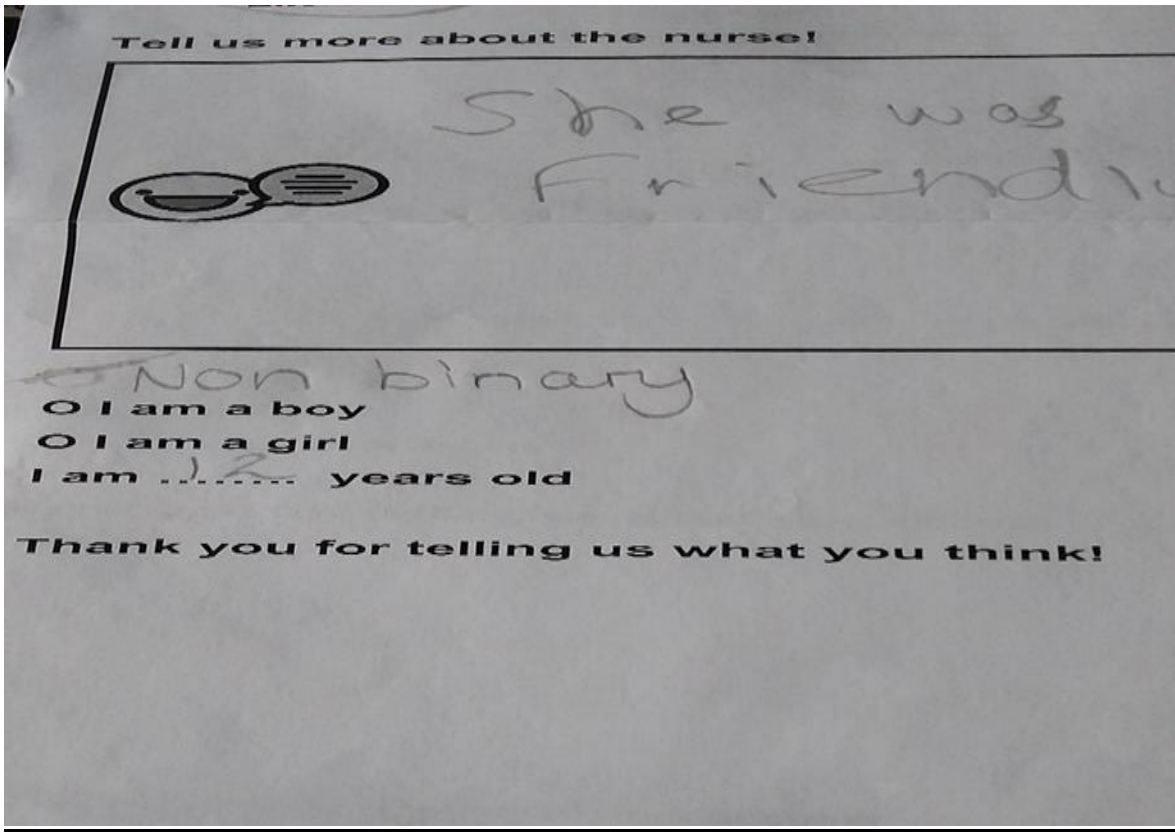 Tell us more about the nurse!
She was
Friendly
Non binary
O I am a boy
O I am a girl
I am ...12... years old
Thank you for telling us what you think!